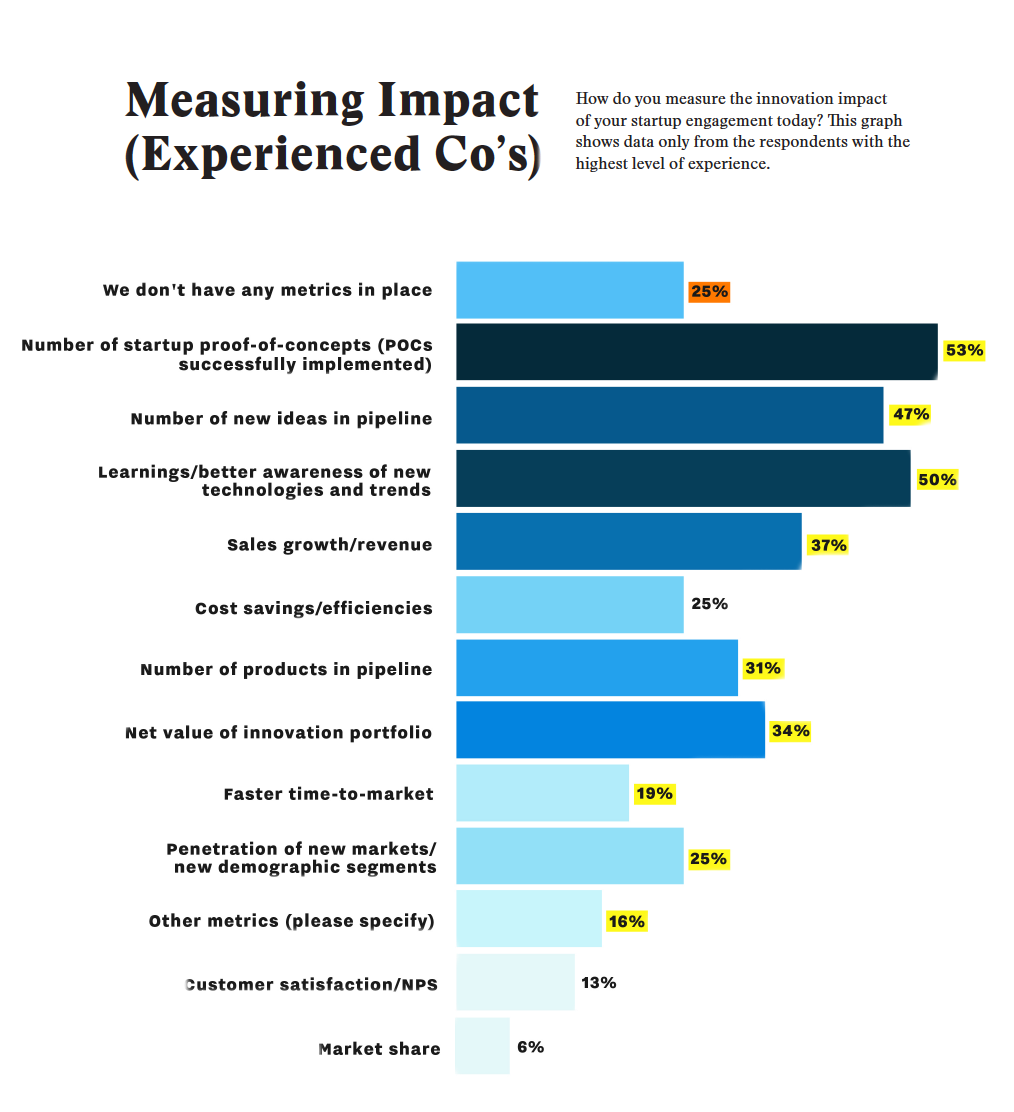 Measuring Impact
(Experienced Co's)
How do you measure the innovation impact
of your startup engagement today? This graph
shows data only from the respondents with the
highest level of experience.
We don't have any metrics in place
25%
Number of startup proof-of-concepts (POCs
successfully implemented)
53%
Number of new ideas in pipeline
47%
Learnings/better awareness of new
technologies and trends
50%
Sales growth/revenue
37%
Cost savings/efficiencies
25%
Number of products in pipeline
31%
Net value of innovation portfolio
34%
Faster time-to-market
19%
Penetration of new markets/
new demographic segments
25%
Other metrics (please specify)
16%
Customer satisfaction/NPS
13%
Market share
6%